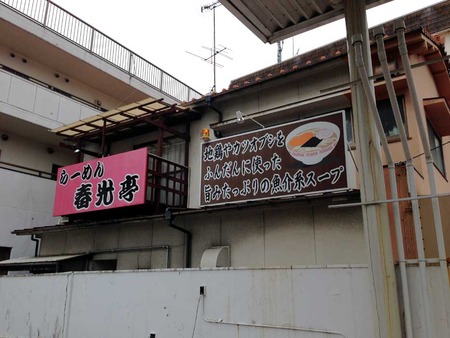 らーめん
春光亭
地鶏やカツオブシを
ふんだんに使った
旨みたっぷりの魚介系スープ